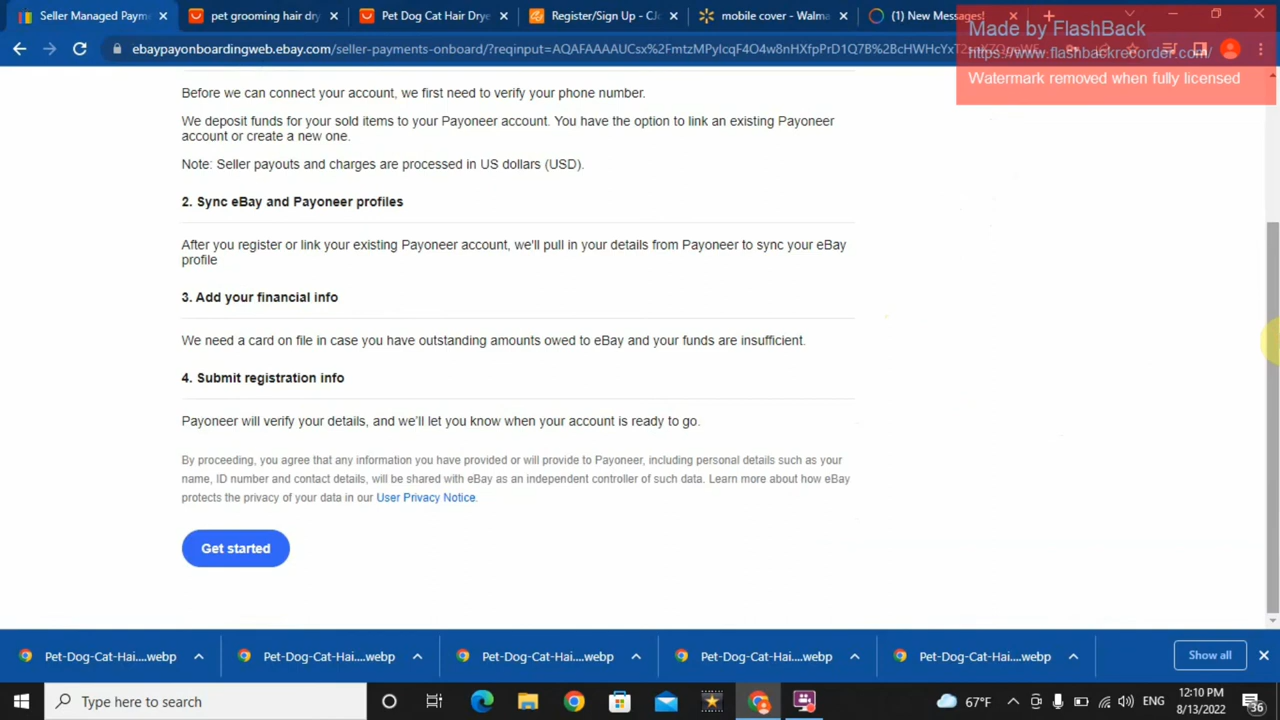 Seller Managed Paym
pet grooming hair dry
Pet Dog Cat Hair Drye
Register/Sign Up - CJc
mobile cover - Walma
(1) New Messages!
Made by FlashBack
https://www.flashbackrecorder.com/
Watermark removed when fully licensed
ebaypayonboardingweb.ebay.com/seller-payments-onboard/?reqinput=
Before we can connect your account, we first need to verify your phone number.
We deposit funds for your sold items to your Payoneer account. You have the option to link an existing Payoneer
account or create a new one.
Note: Seller payouts and charges are processed in US dollars (USD).
2. Sync eBay and Payoneer profiles
After you register or link your existing Payoneer account, we'll pull in your details from Payoneer to sync your eBay
profile
3. Add your financial info
We need a card on file in case you have outstanding amounts owed to eBay and your funds are insufficient.
4. Submit registration info
Payoneer will verify your details, and we'll let you know when your account is ready to go.
By proceeding, you agree that any information you have provided or will provide to Payoneer, including personal details such as your
name, ID number and contact details, will be shared with eBay as an independent controller of such data. Learn more about how eBay
protects the privacy of your data in our User Privacy Notice.
Get started
Pet-Dog-Cat-Hai....webp
Pet-Dog-Cat-Hai....webp
Pet-Dog-Cat-Hai....webp
Pet-Dog-Cat-Hai....webp
Pet-Dog-Cat-Hai....webp
Show all
Type here to search
67°F
ENG
12:10 PM
8/13/2022
36